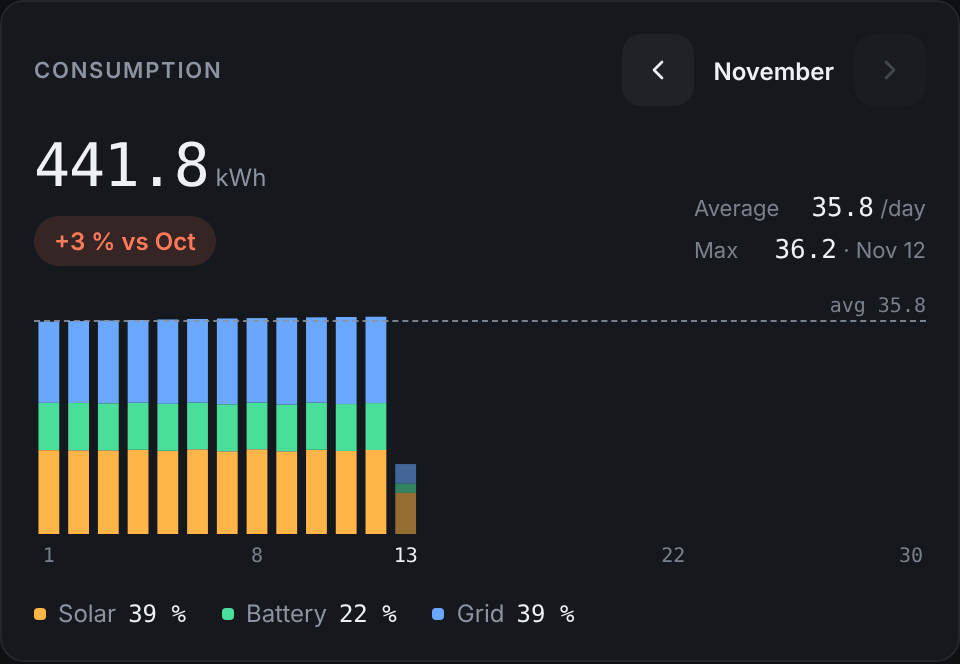 CONSUMPTION
November
441.8 kWh
+3 % vs Oct
Average 35.8 /day
Max 36.2 · Nov 12
avg 35.8
1 8 13 22 30
Solar 39 % Battery 22 % Grid 39 %